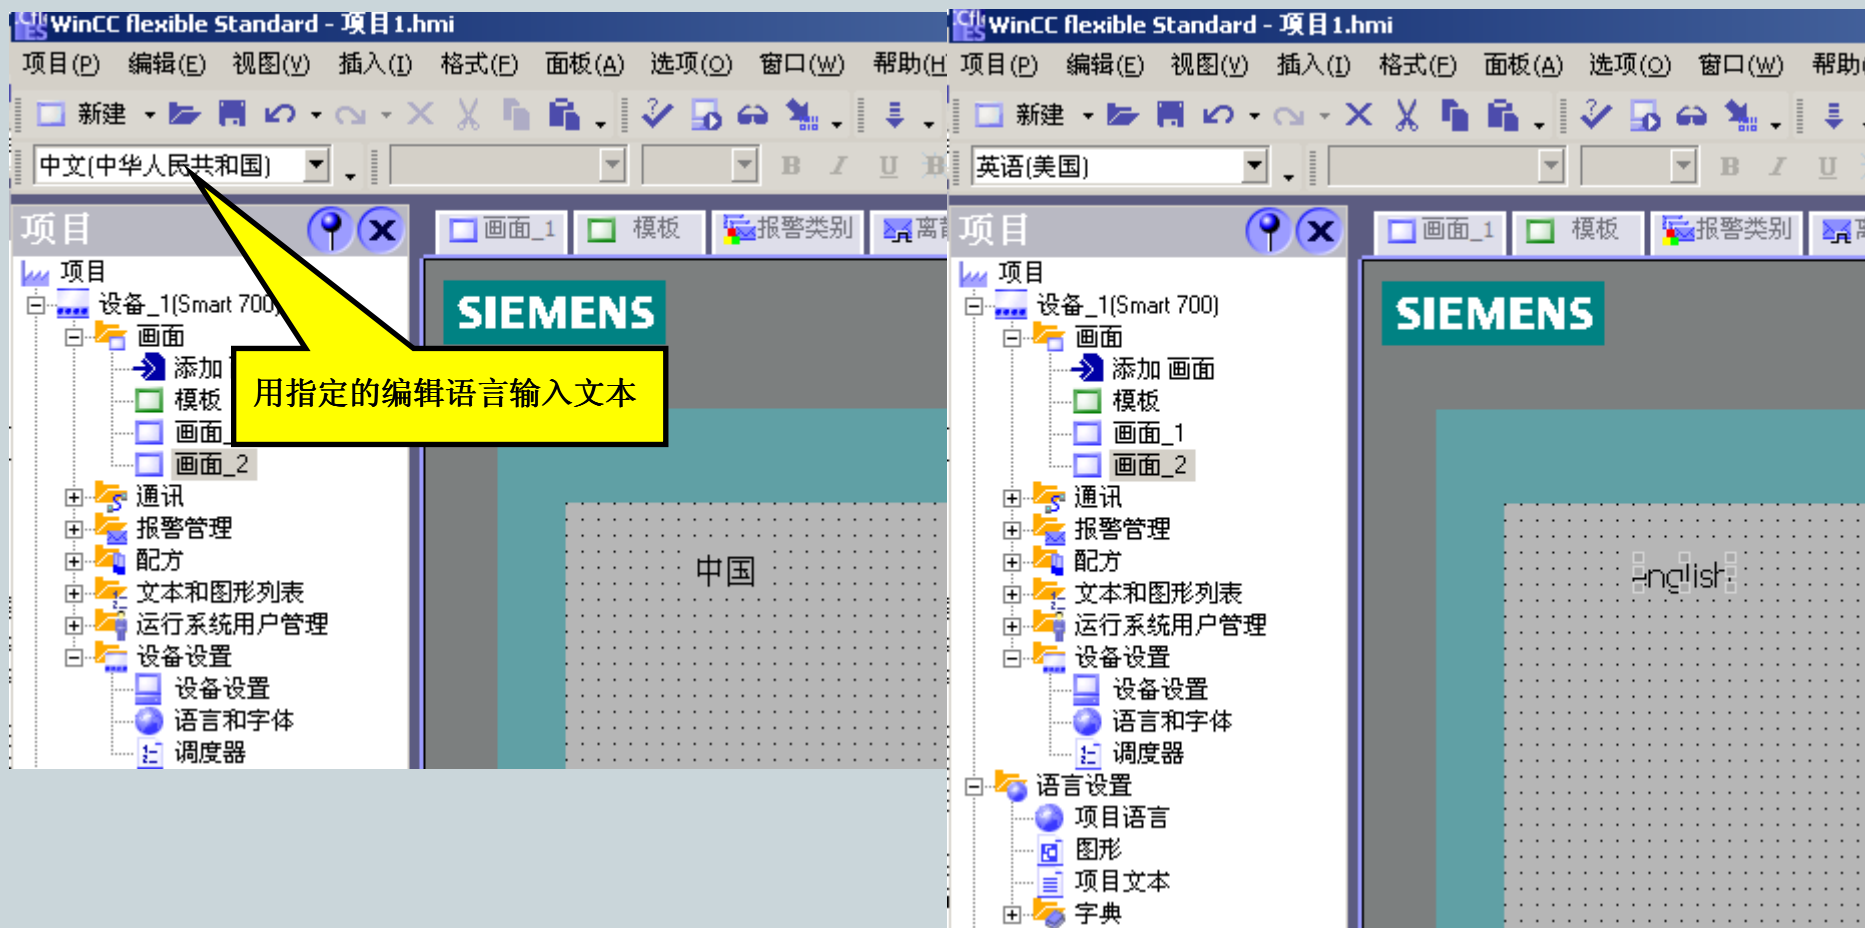 WinCC flexible Standard - 项目1.hmi
项目(P) 编辑(E) 视图(V) 插入(I) 格式(F) 面板(A) 选项(O) 窗口(W) 帮助(H
新建
中文(中华人民共和国)
B I U B
项目
画面_1 模板 报警类别 离
项目
设备_1(Smart 700)
SIEMENS
画面
添加
用指定的编辑语言输入文本
模板
画面_
画面_2
通讯
报警管理
配方
中国
文本和图形列表
运行系统用户管理
设备设置
设备设置
语言和字体
调度器
WinCC flexible Standard - 项目1.hmi
项目(P) 编辑(E) 视图(V) 插入(I) 格式(F) 面板(A) 选项(O) 窗口(W) 帮助(
新建
英语(美国)
B I U
项目
画面_1 模板 报警类别
项目
设备_1(Smart 700)
SIEMENS
画面
添加 画面
模板
画面_1
画面_2
通讯
报警管理
配方
english
文本和图形列表
运行系统用户管理
设备设置
设备设置
语言和字体
调度器
语言设置
项目语言
图形
项目文本
字典